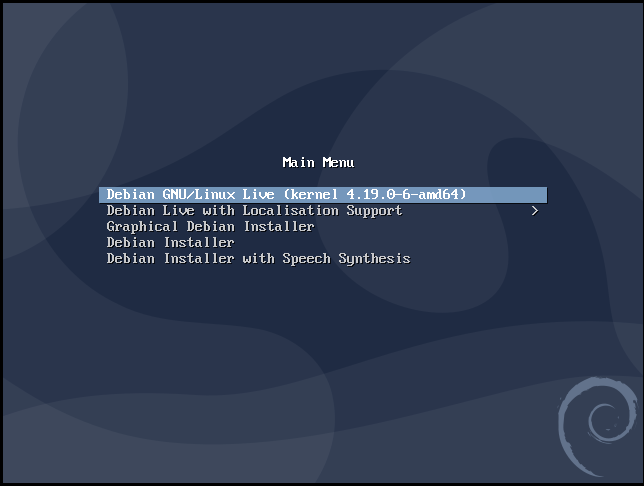 Main Menu
Debian GNU/Linux Live (kernel 4.19.0-6-amd64)
Debian Live with Localisation Support >
Graphical Debian Installer
Debian Installer
Debian Installer with Speech Synthesis